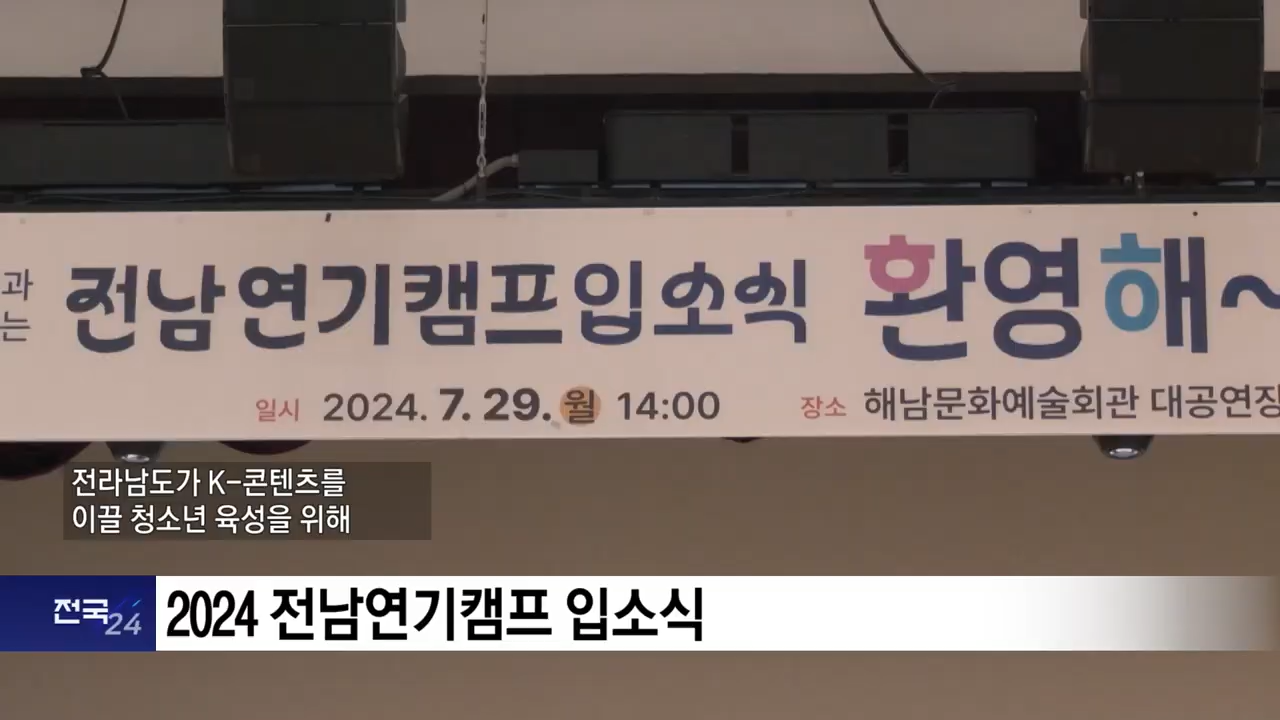 과
는
전남연기캠프입소식 환영해~
일시 2024. 7. 29. 월 14:00 장소 해남문화예술회관 대공연장
전라남도가 K-콘텐츠를
이끌 청소년 육성을 위해
전국24 2024 전남연기캠프 입소식